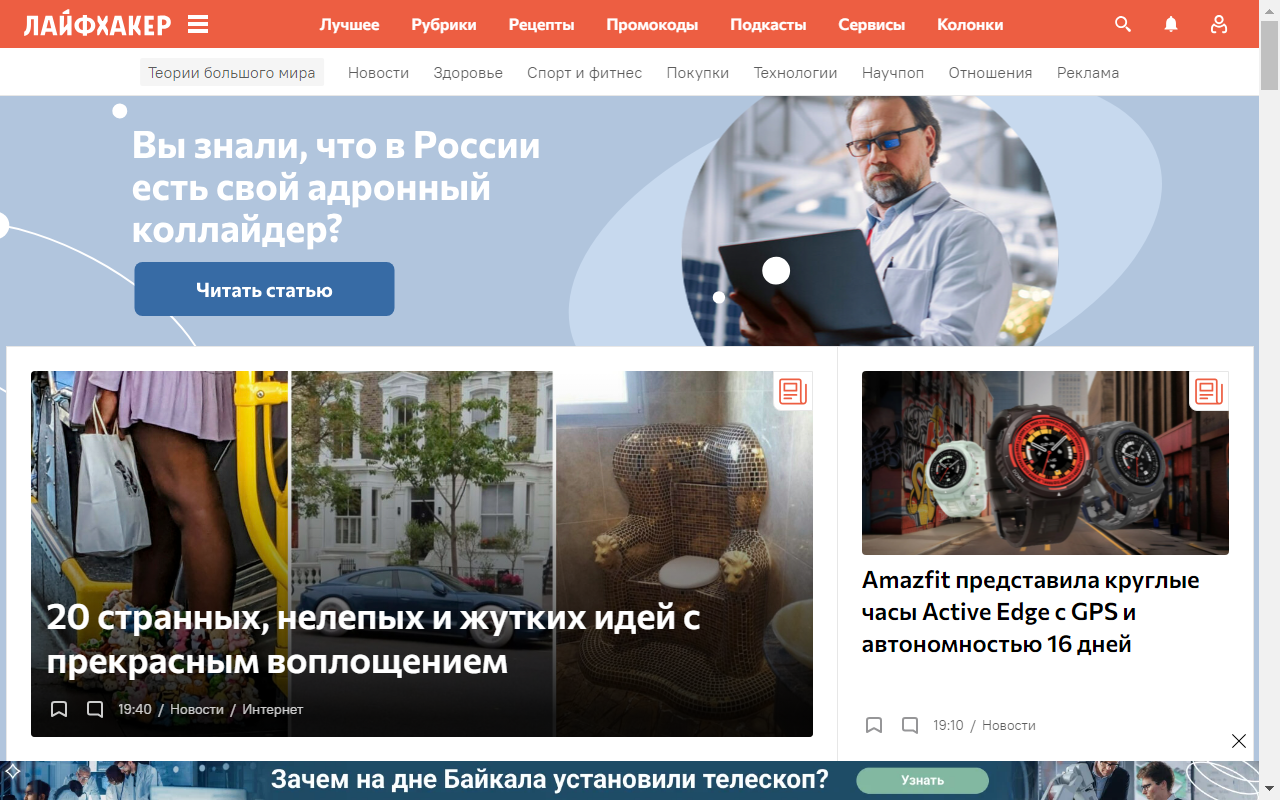 ЛАЙФХАКЕР
Лучшее Рубрики Рецепты Промокоды Подкасты Сервисы Колонки
Теории большого мира Новости Здоровье Спорт и фитнес Покупки Технологии Научпоп Отношения Реклама
Вы знали, что в России
есть свой адронный
коллайдер?
Читать статью
20 странных, нелепых и жутких идей с
прекрасным воплощением
19:40 / Новости / Интернет
Amazfit представила круглые
часы Active Edge с GPS и
автономностью 16 дней
19:10 / Новости
Зачем на дне Байкала установили телескоп?
Узнать